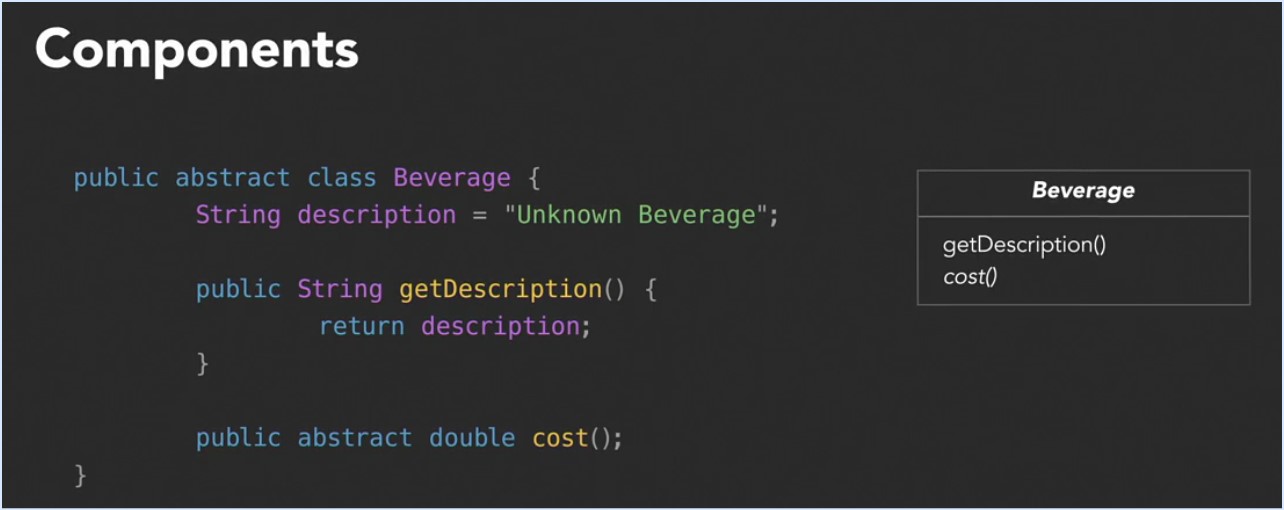 Components
public abstract class Beverage {
String description = "Unknown Beverage";
public String getDescription() {
return description;
}
public abstract double cost();
}
Beverage
getDescription()
cost()